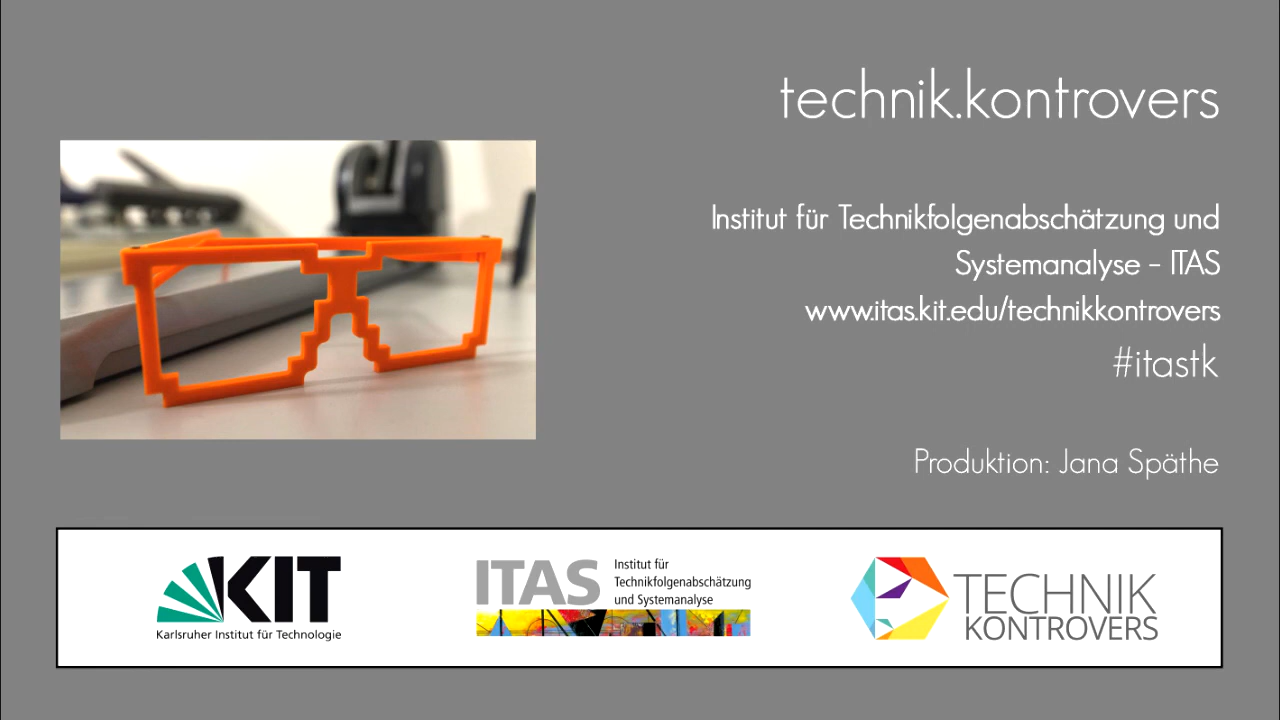 technik.kontrovers
Institut für Technikfolgenabschätzung und
Systemanalyse – ITAS
www.itas.kit.edu/technikkontrovers
#itastk
Produktion: Jana Späthe
KIT
Karlsruher Institut für Technologie
ITAS
Institut für
Technikfolgenabschätzung
und Systemanalyse
TECHNIK
KONTROVERS